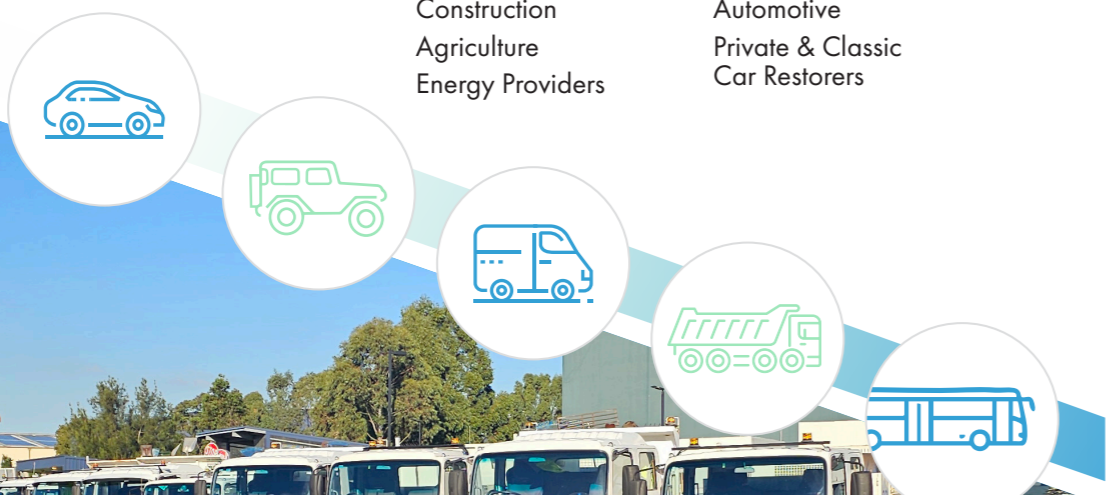 Construction
Agriculture
Energy Providers
Automotive
Private & Classic
Car Restorers